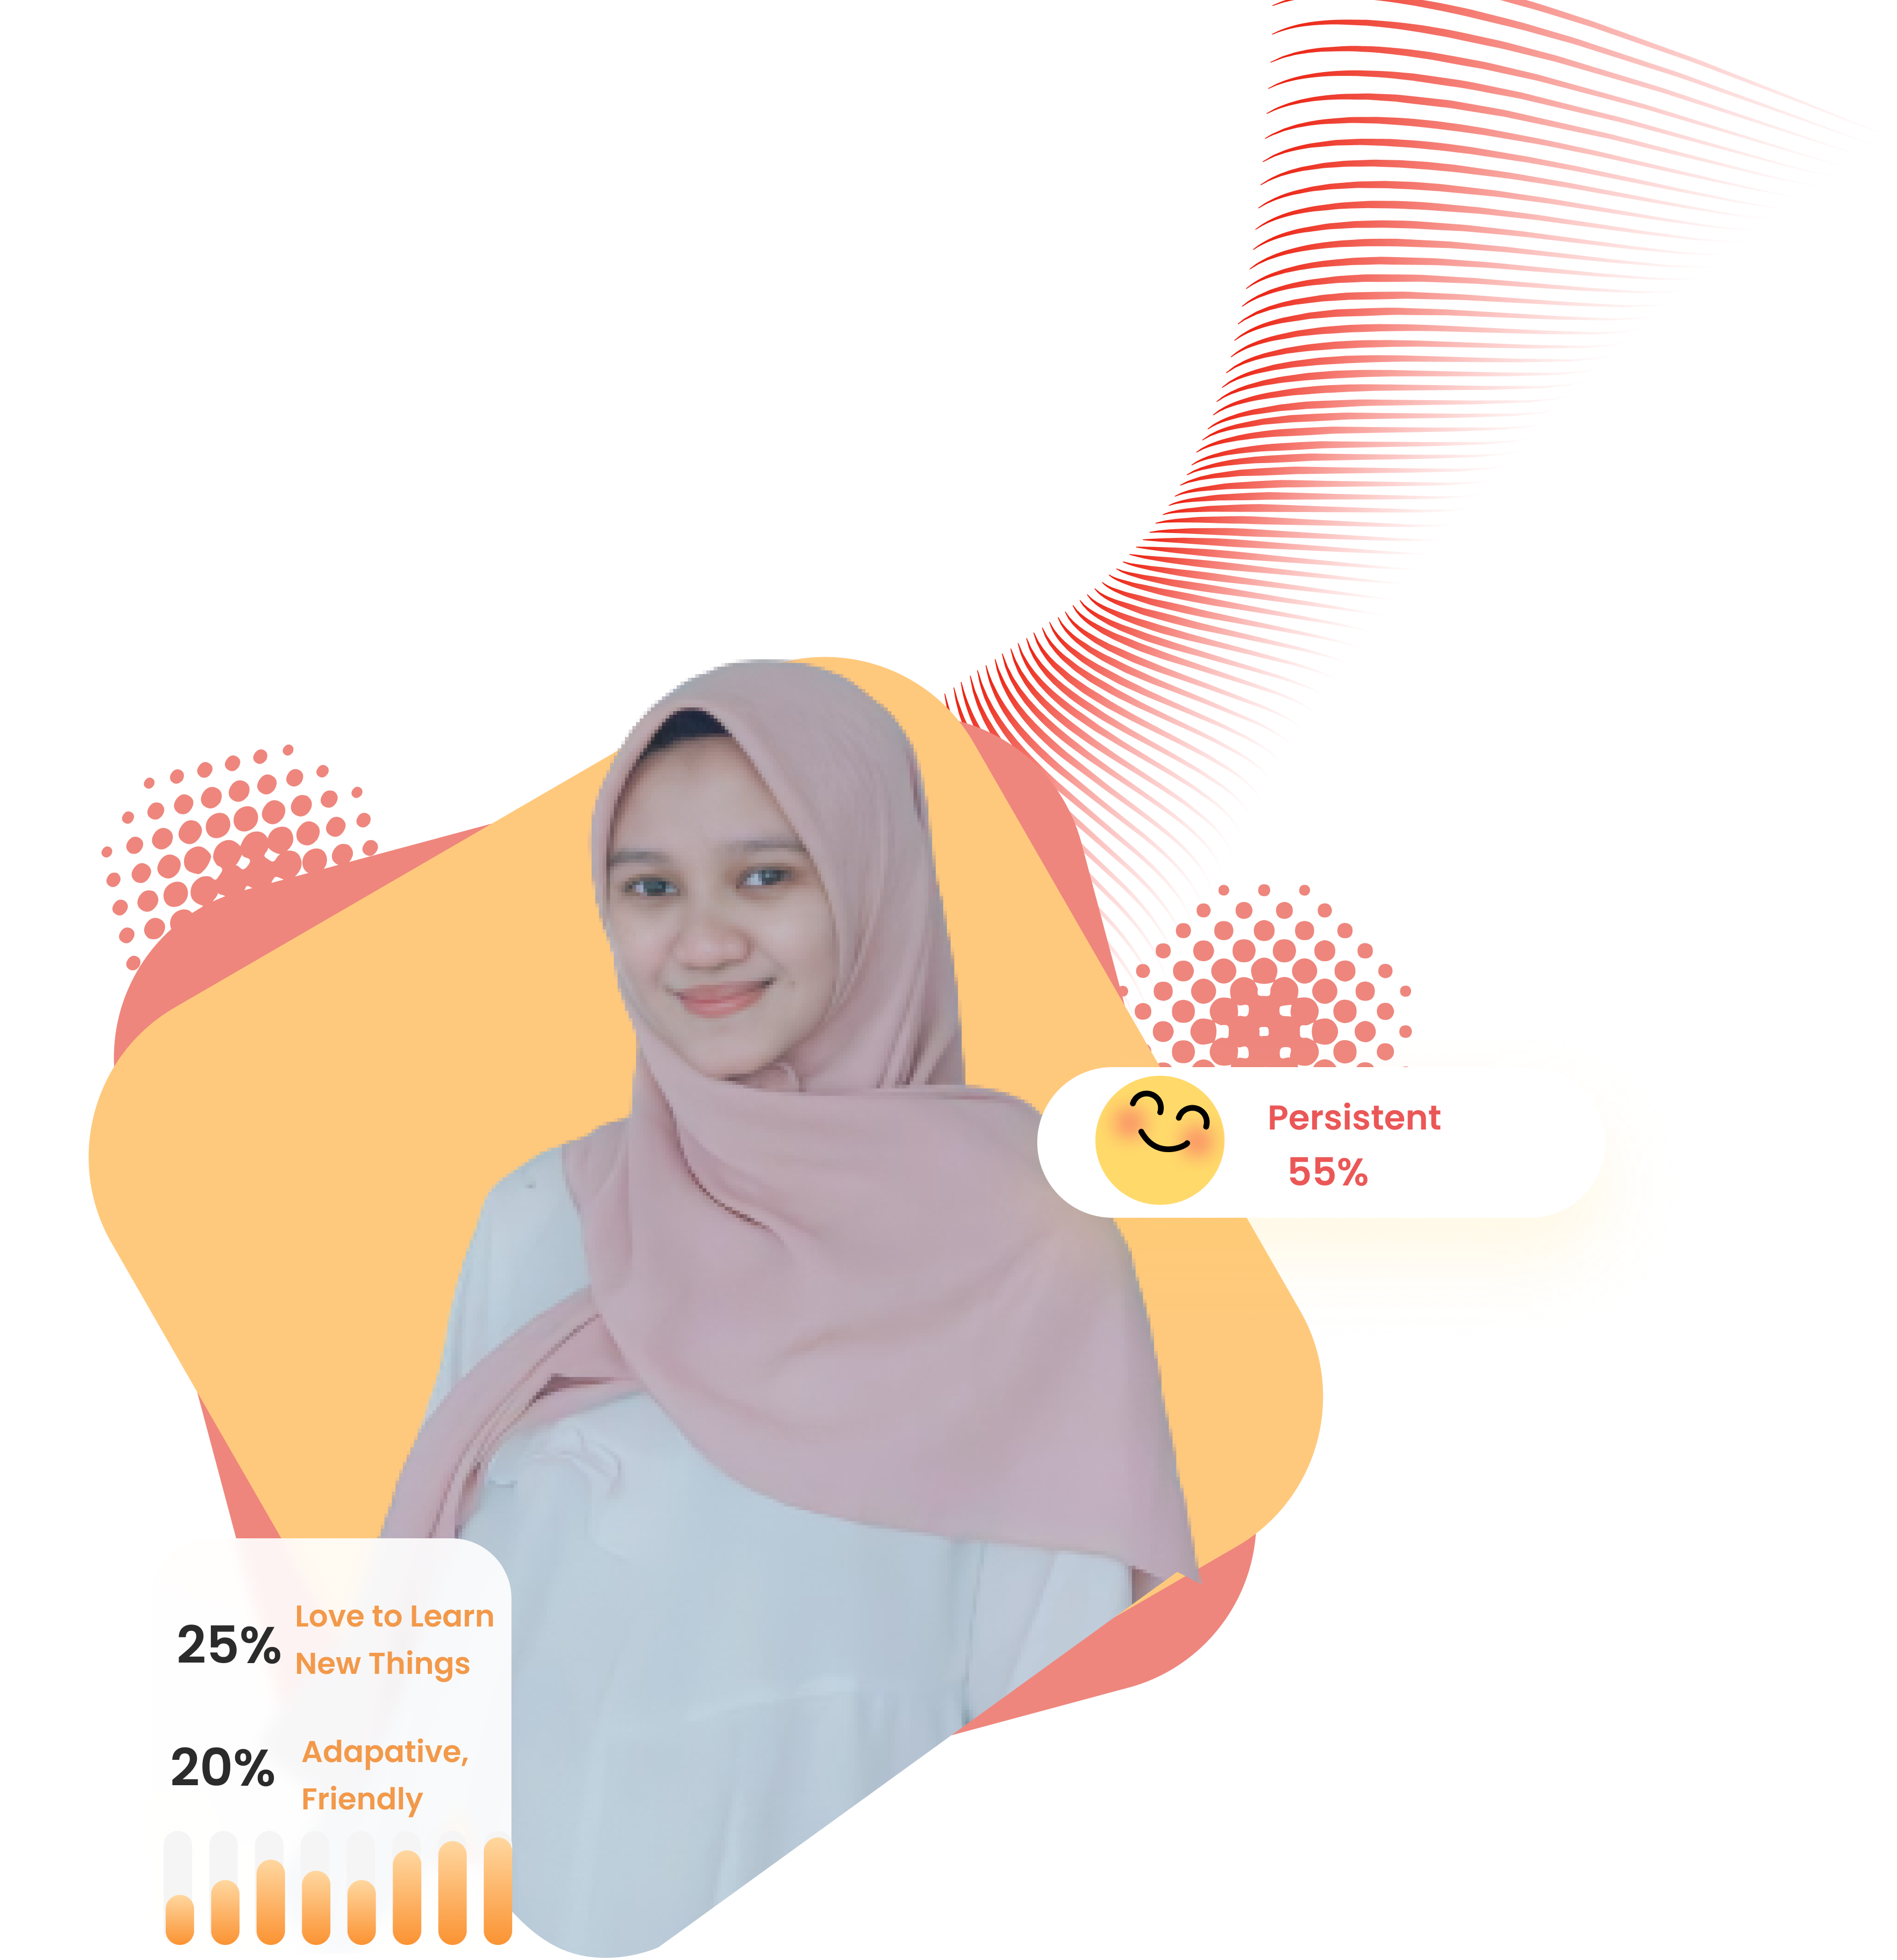 Persistent
55%
25%
Love to Learn
New Things
20%
Adapative,
Friendly